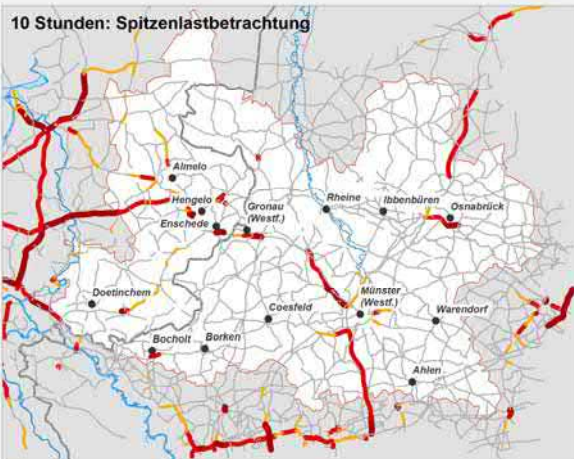 10 Stunden: Spitzenlastbetrachtung
Almelo
Hengelo
Gronau
(Westf.)
Rheine
Ibbenbüren
Osnabrück
Enschede
Doetinchem
Münster
(Westf.)
Coesfeld
Warendorf
Bocholt
Borken
Ahlen